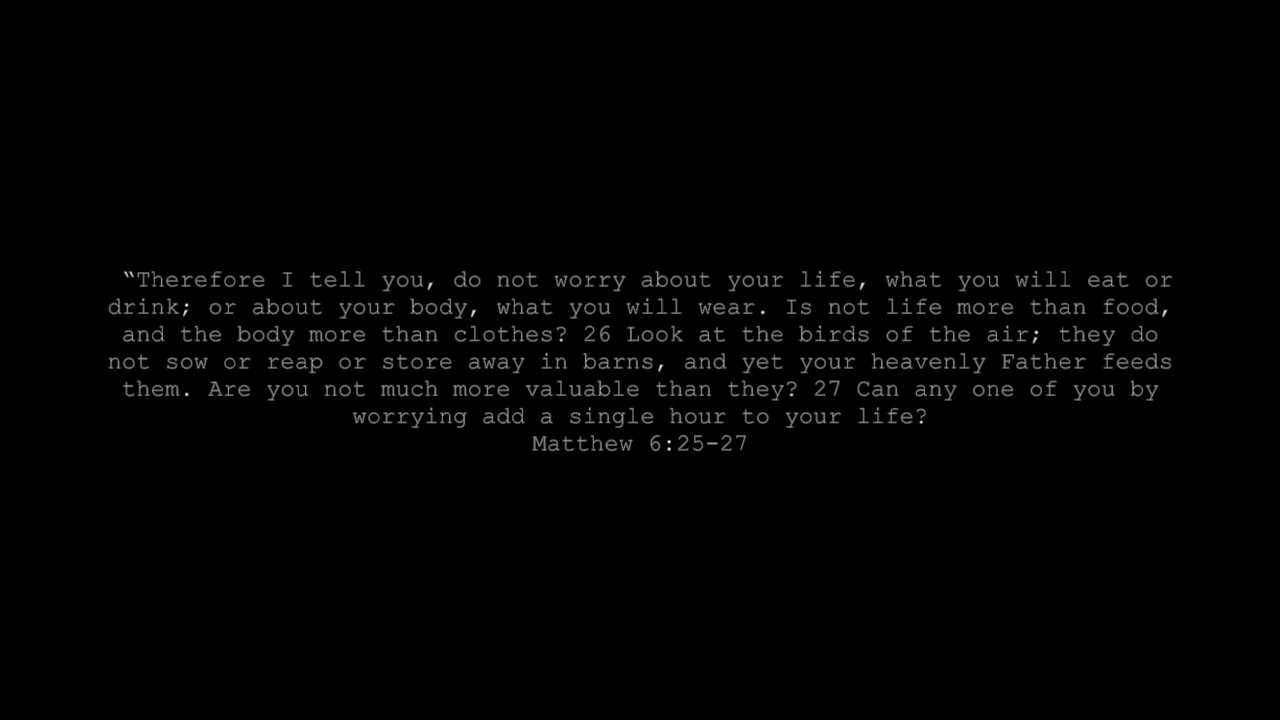 “Therefore I tell you, do not worry about your life, what you will eat or
drink; or about your body, what you will wear. Is not life more than food,
and the body more than clothes? 26 Look at the birds of the air; they do
not sow or reap or store away in barns, and yet your heavenly Father feeds
them. Are you not much more valuable than they? 27 Can any one of you by
worrying add a single hour to your life?
Matthew 6:25-27